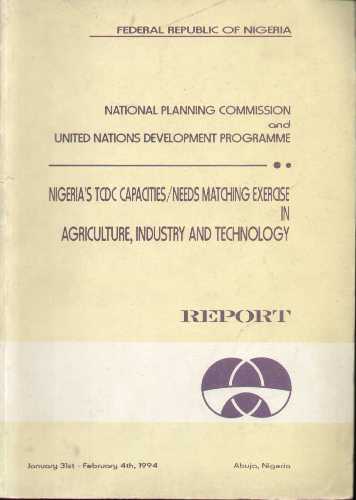 FEDERAL REPUBLIC OF NIGERIA
NATIONAL PLANNING COMMISSION
and
UNITED NATIONS DEVELOPMENT PROGRAMME
NIGERIA'S TCDC CAPACITIES/NEEDS MATCHING EXERCISE
IN
AGRICULTURE, INDUSTRY AND TECHNOLOGY
REPORT
January 31st - February 4th, 1994 Abuja, Nigeria